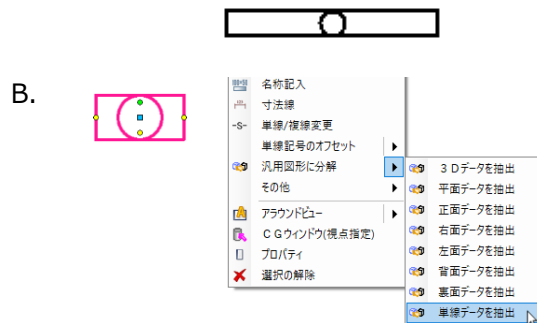 B.
名称記入
寸法線
-S- 単線/複線変更
単線記号のオフセット
汎用図形に分解
その他
アラウンドビュー
CGウィンドウ(視点指定)
プロパティ
選択の解除
3Dデータを抽出
平面データを抽出
正面データを抽出
右面データを抽出
左面データを抽出
背面データを抽出
裏面データを抽出
単線データを抽出